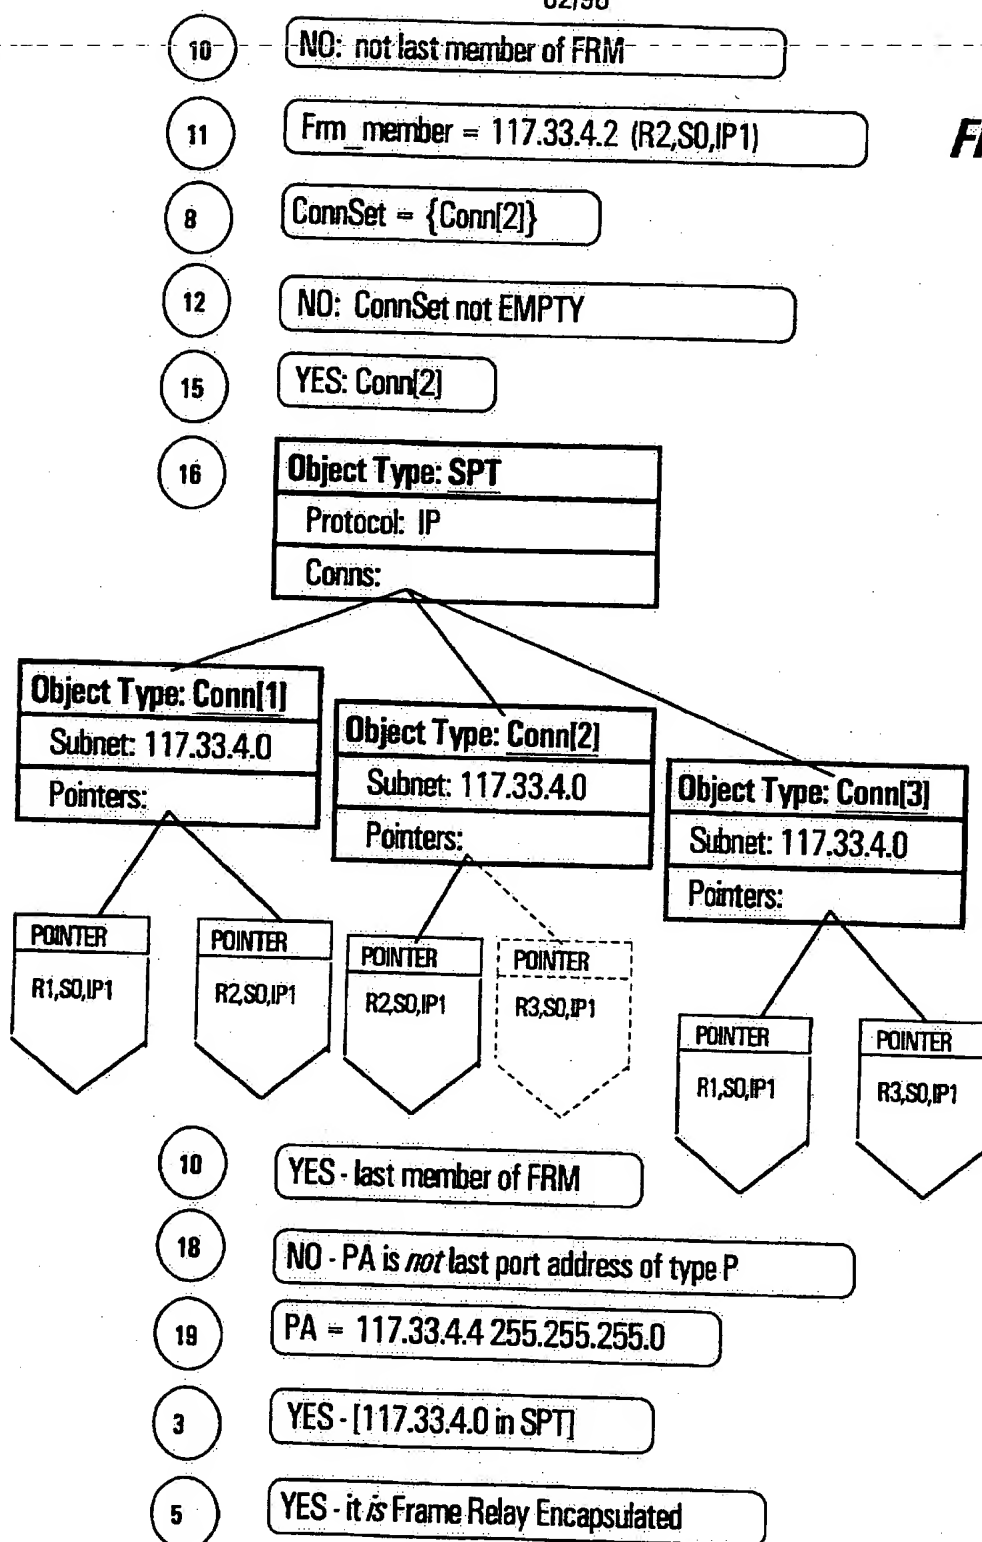 10
NO: not last member of FRM
11
Frm_member = 117.33.4.2 (R2,S0,IP1)
8
ConnSet = {Conn[2]}
12
NO: ConnSet not EMPTY
15
YES: Conn[2]
16
Object Type: SPT
Protocol: IP
Conns:
Object Type: Conn[1]
Subnet: 117.33.4.0
Pointers:
Object Type: Conn[2]
Subnet: 117.33.4.0
Pointers:
Object Type: Conn[3]
Subnet: 117.33.4.0
Pointers:
POINTER
R1,S0,IP1
POINTER
R2,S0,IP1
POINTER
R2,S0,IP1
POINTER
R3,S0,IP1
POINTER
R1,S0,IP1
POINTER
R3,S0,IP1
10
YES - last member of FRM
18
NO - PA is not last port address of type P
19
PA = 117.33.4.4 255.255.255.0
3
YES - [117.33.4.0 in SPT]
5
YES - it is Frame Relay Encapsulated